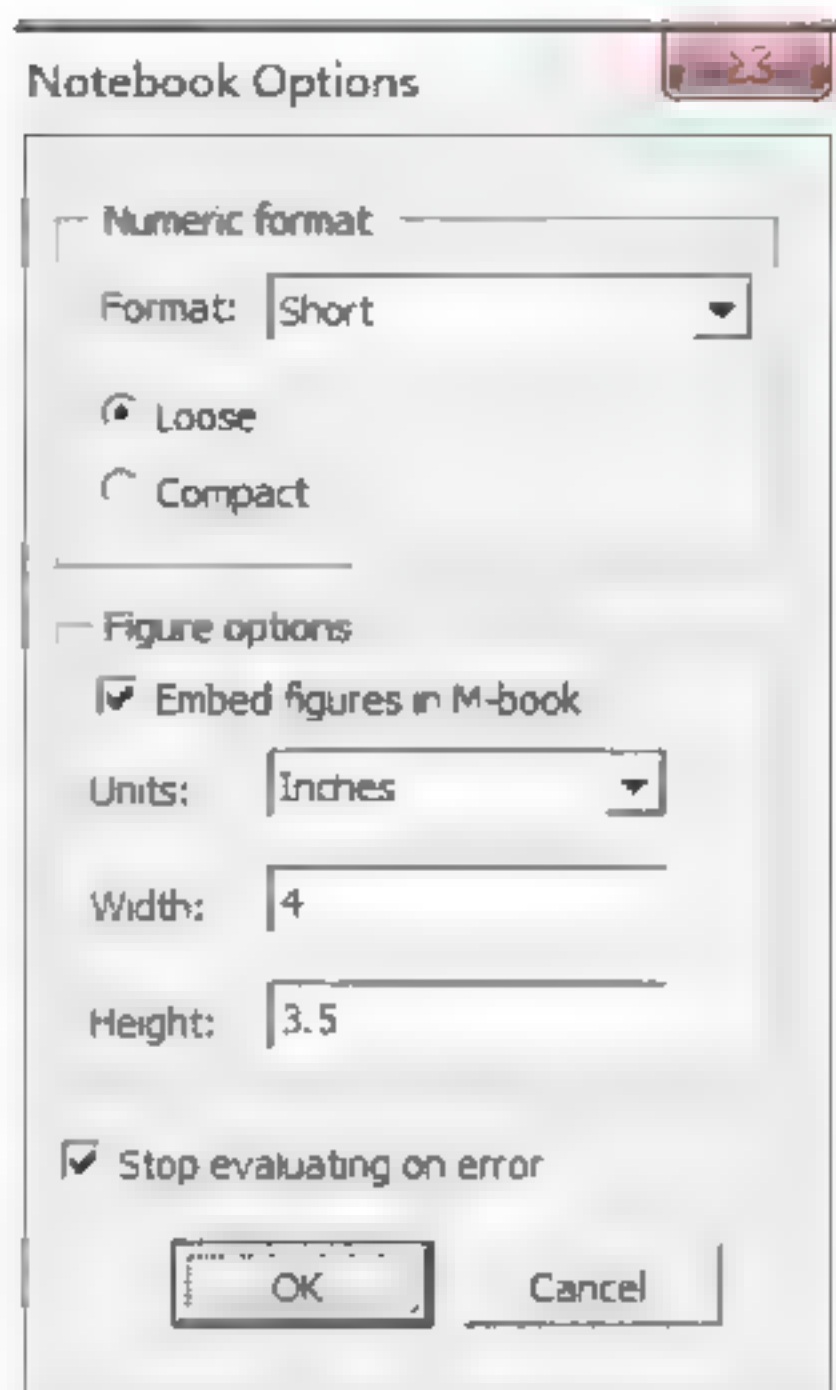 Notebook Options
Numeric format
Format: Short
Loose
Compact
Figure options
Embed figures in M-book
Units: Inches
Width: 4
Height: 3.5
Stop evaluating on error
OK Cancel